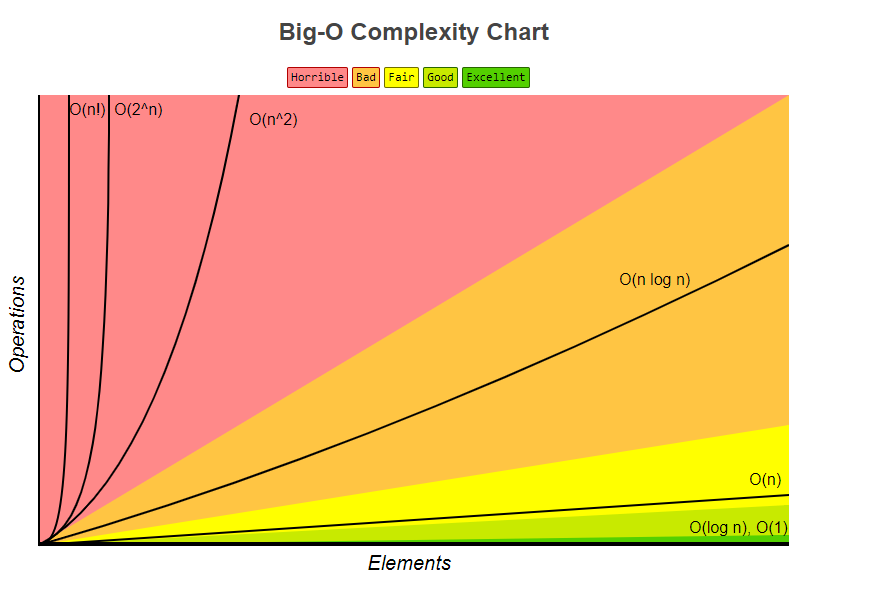 Big-O Complexity Chart
Horrible Bad Fair Good Excellent
O(n!) O(2^n)
O(n^2)
O(n log n)
O(n)
O(log n), O(1)
Operations
Elements